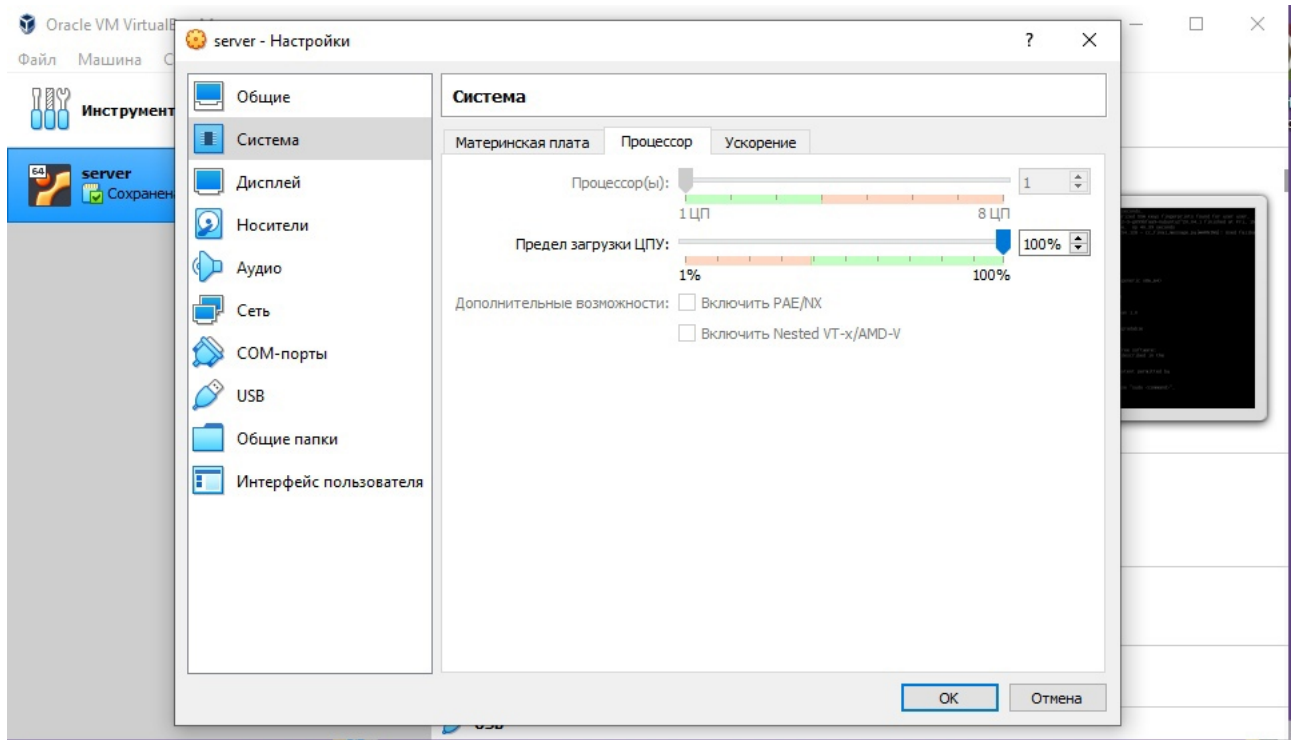 Oracle VM VirtualB
Файл Машина С
Инструмент
64
server
Сохранен
server - Настройки
?
Общие
Система
Дисплей
Носители
Аудио
Сеть
COM-порты
USB
Общие папки
Интерфейс пользователя
Система
Материнская плата Процессор Ускорение
Процессор(ы): 1
1 ЦП 8 ЦП
Предел загрузки ЦПУ: 100%
1% 100%
Дополнительные возможности: Включить PAE/NX
Включить Nested VT-x/AMD-V
OK Отмена
USB